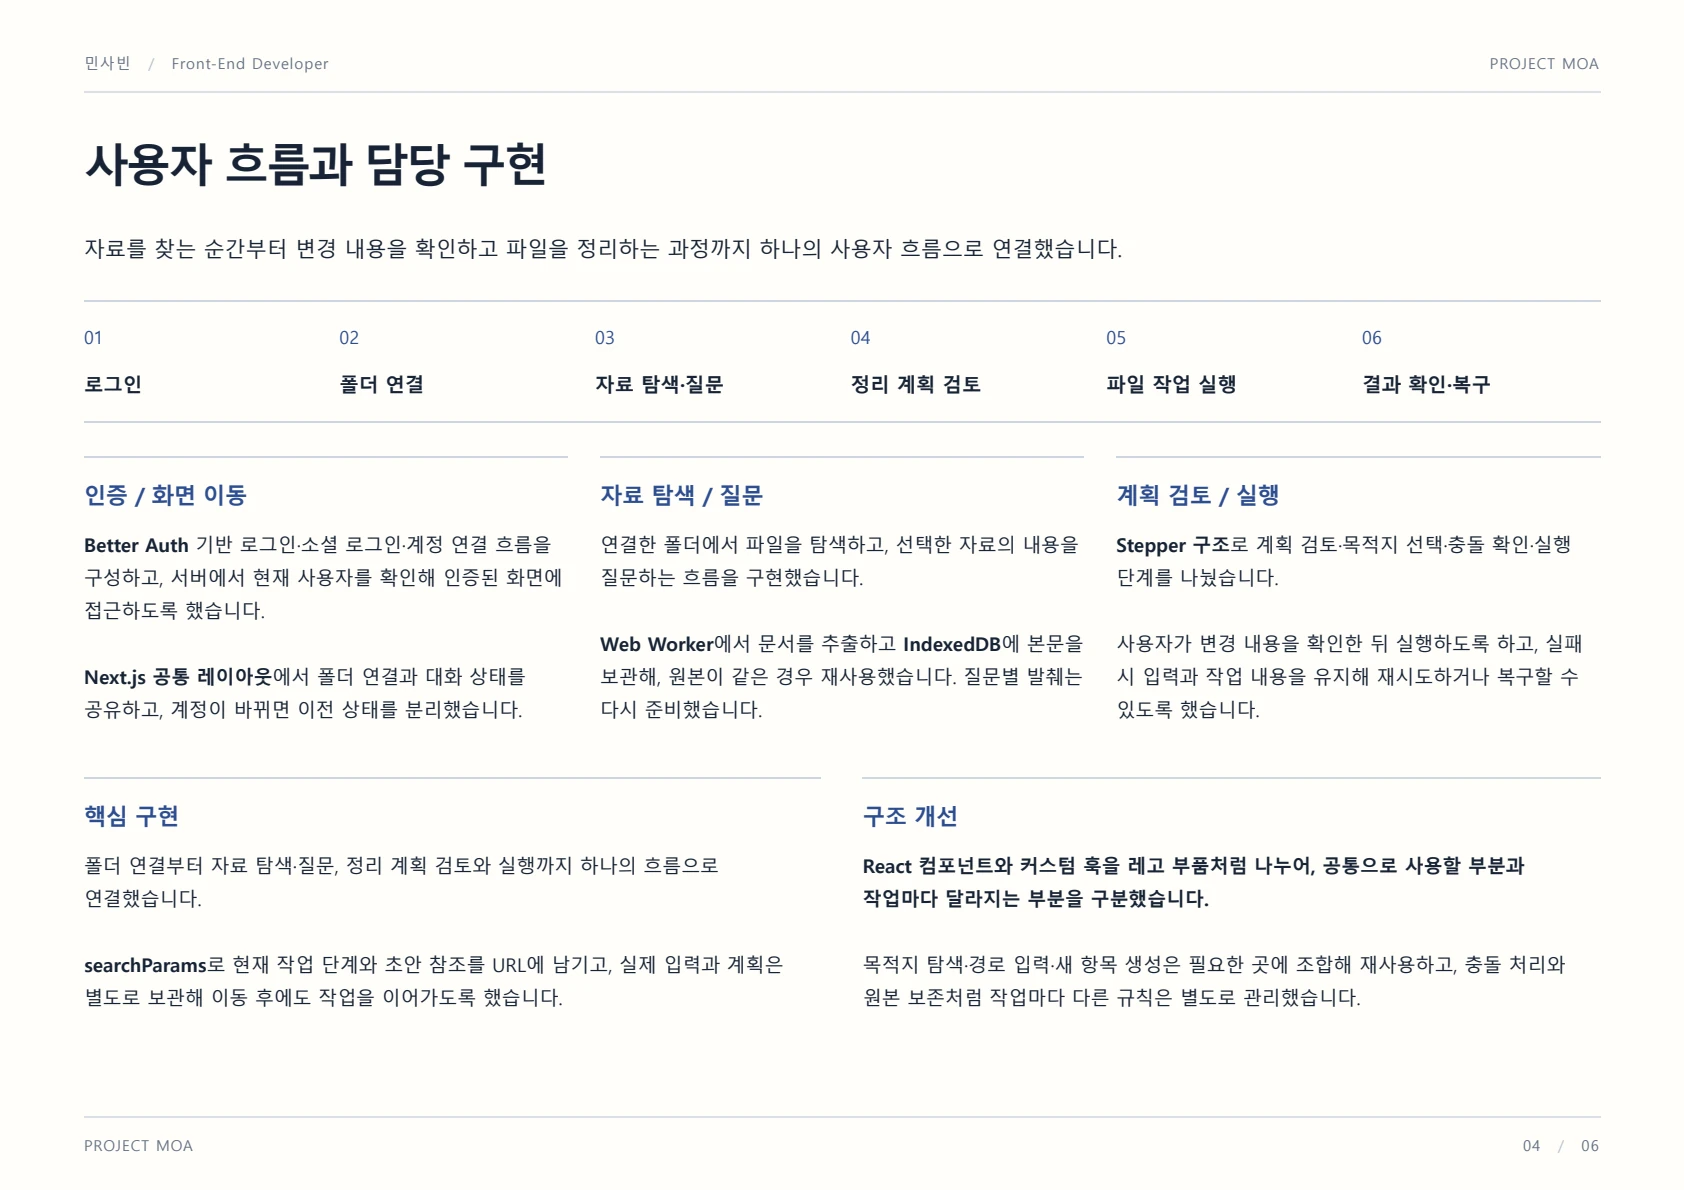 민사빈 / Front-End Developer
PROJECT MOA
사용자 흐름과 담당 구현
자료를 찾는 순간부터 변경 내용을 확인하고 파일을 정리하는 과정까지 하나의 사용자 흐름으로 연결했습니다.
01
로그인
02
폴더 연결
03
자료 탐색·질문
04
정리 계획 검토
05
파일 작업 실행
06
결과 확인·복구
인증 / 화면 이동
Better Auth 기반 로그인·소셜 로그인·계정 연결 흐름을
구성하고, 서버에서 현재 사용자를 확인해 인증된 화면에
접근하도록 했습니다.
Next.js 공통 레이아웃에서 폴더 연결과 대화 상태를
공유하고, 계정이 바뀌면 이전 상태를 분리했습니다.
자료 탐색 / 질문
연결한 폴더에서 파일을 탐색하고, 선택한 자료의 내용을
질문하는 흐름을 구현했습니다.
Web Worker에서 문서를 추출하고 IndexedDB에 본문을
보관해, 원본이 같은 경우 재사용했습니다. 질문별 발췌는
다시 준비했습니다.
계획 검토 / 실행
Stepper 구조로 계획 검토·목적지 선택·충돌 확인·실행
단계를 나눴습니다.
사용자가 변경 내용을 확인한 뒤 실행하도록 하고, 실패
시 입력과 작업 내용을 유지해 재시도하거나 복구할 수
있도록 했습니다.
핵심 구현
폴더 연결부터 자료 탐색·질문, 정리 계획 검토와 실행까지 하나의 흐름으로
연결했습니다.
searchParams로 현재 작업 단계와 초안 참조를 URL에 남기고, 실제 입력과 계획은
별도로 보관해 이동 후에도 작업을 이어가도록 했습니다.
구조 개선
React 컴포넌트와 커스텀 훅을 레고 부품처럼 나누어, 공통으로 사용할 부분과
작업마다 달라지는 부분을 구분했습니다.
목적지 탐색·경로 입력·새 항목 생성은 필요한 곳에 조합해 재사용하고, 충돌 처리와
원본 보존처럼 작업마다 다른 규칙은 별도로 관리했습니다.
PROJECT MOA
04 / 06